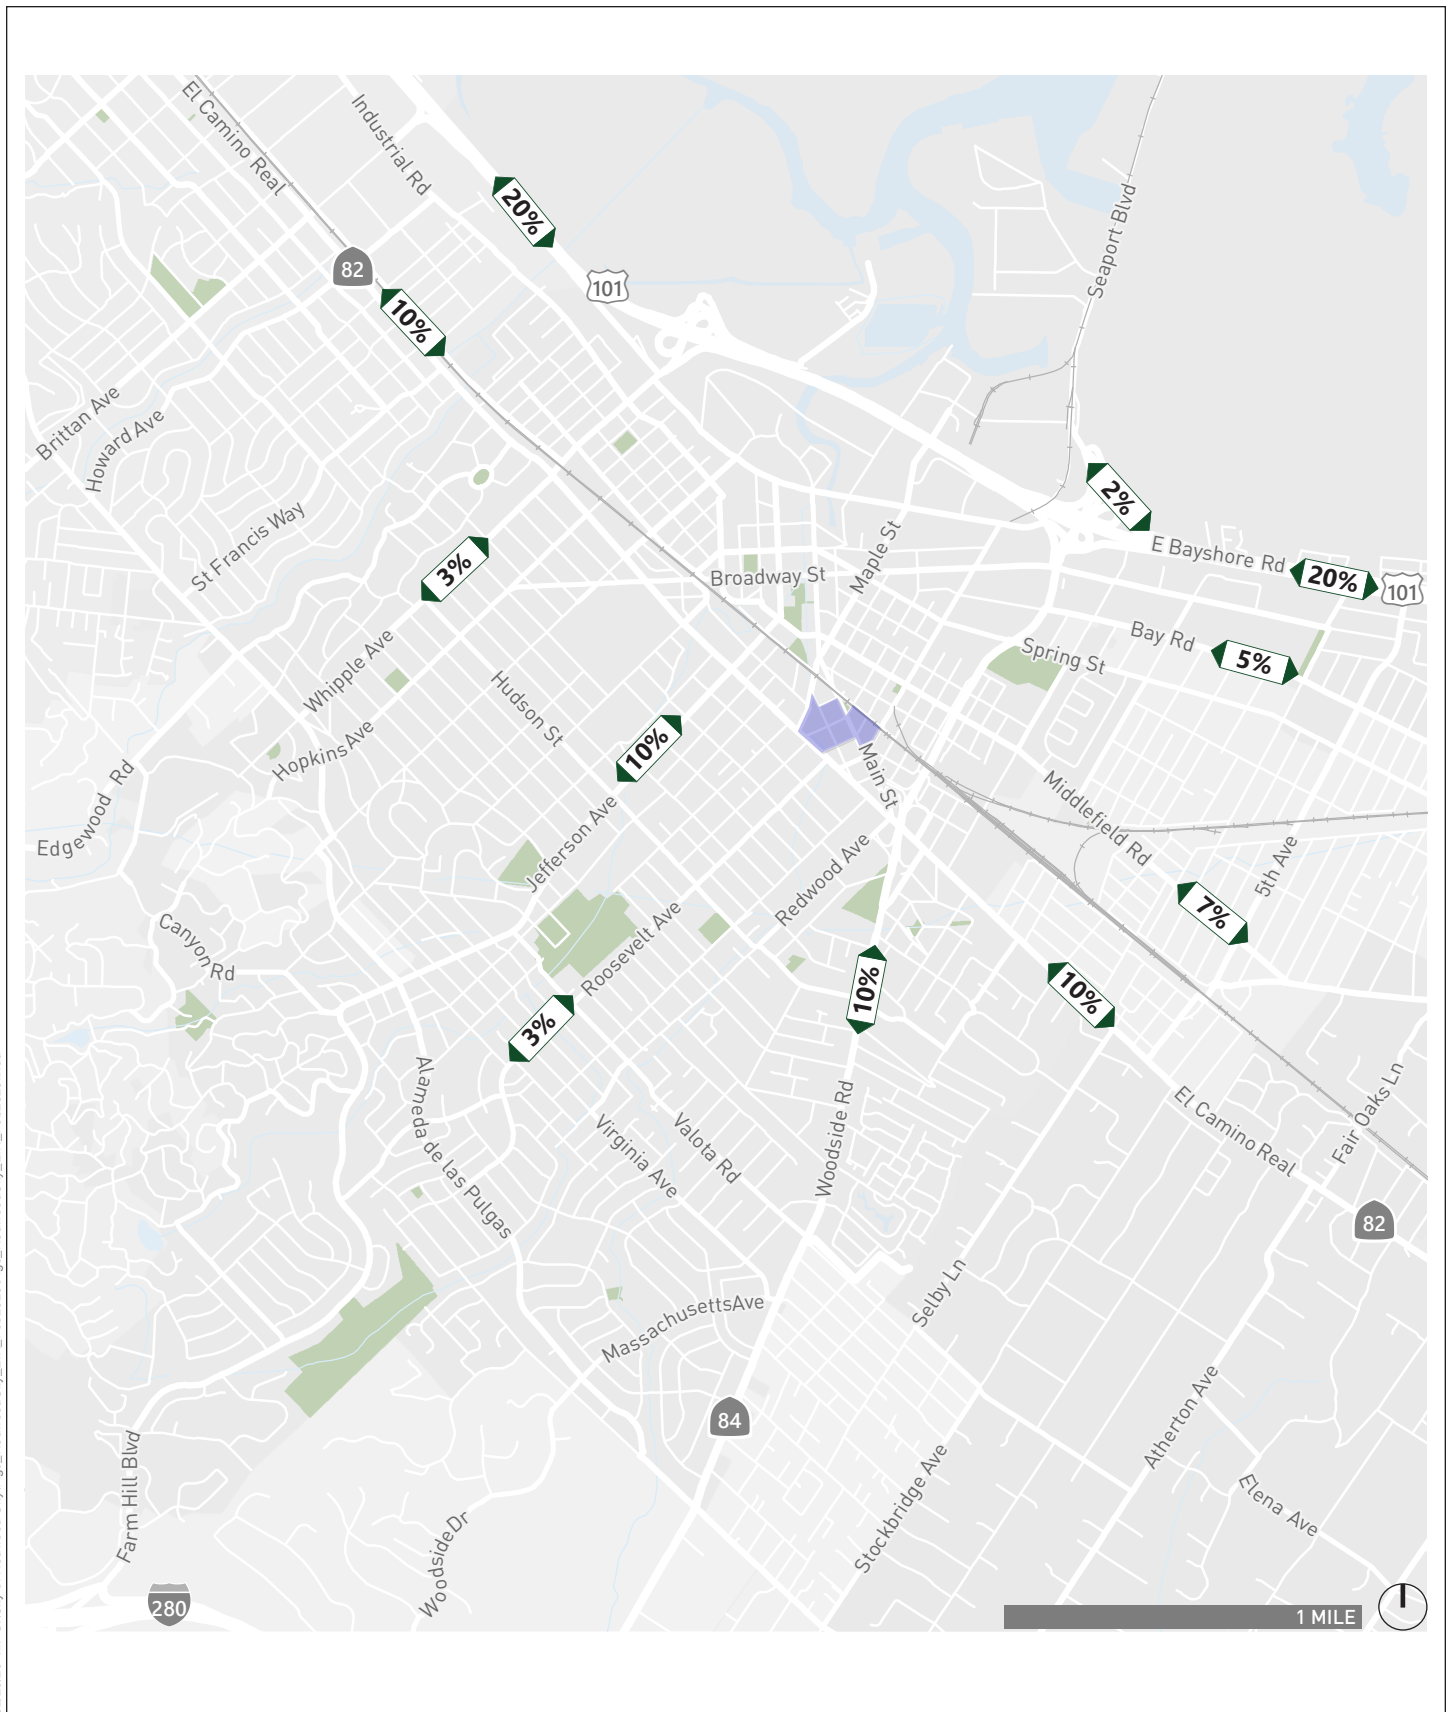 El Camino Real
Industrial Rd
20%
Seaport Blvd
82
101
10%
Brittan Ave
Howard Ave
2%
St Francis Way
Maple St
E Bayshore Rd
3%
Broadway St
20%
101
Bay Rd
Spring St
5%
Whipple Ave
Hudson St
Hopkins Ave
10%
Main St
Edgewood Rd
Middlefield Rd
Jefferson Ave
Redwood Ave
5th Ave
7%
Canyon Rd
Roosevelt Ave
10%
10%
3%
Alameda de las Pulgas
Virginia Ave
Valota Rd
Woodside Rd
El Camino Real
Fair Oaks Ln
82
Selby Ln
Massachusetts Ave
84
Atherton Ave
Farm Hill Blvd
Stockbridge Ave
Elena Ave
Woodside Dr
280
1 MILE